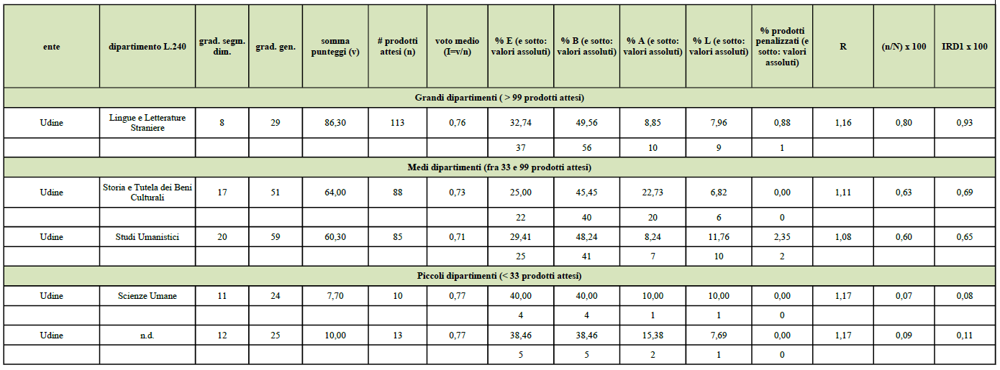 ente | dipartimento L.240 | grad. segm. dim. | grad. gen. | somma punteggi (v) | # prodotti attesi (n) | voto medio (I=v/n) | % E (e sotto: valori assoluti) | % B (e sotto: valori assoluti) | % A (e sotto: valori assoluti) | % L (e sotto: valori assoluti) | % prodotti penalizzati (e sotto: valori assoluti) | R | (n/N) x 100 | IRD1 x 100
Grandi dipartimenti ( > 99 prodotti attesi)
Udine | Lingue e Letterature Straniere | 8 | 29 | 86,30 | 113 | 0,76 | 32,74 | 49,56 | 8,85 | 7,96 | 0,88 | 1,16 | 0,80 | 0,93
37 | 56 | 10 | 9 | 1
Medi dipartimenti (fra 33 e 99 prodotti attesi)
Udine | Storia e Tutela dei Beni Culturali | 17 | 51 | 64,00 | 88 | 0,73 | 25,00 | 45,45 | 22,73 | 6,82 | 0,00 | 1,11 | 0,63 | 0,69
22 | 40 | 20 | 6 | 0
Udine | Studi Umanistici | 20 | 59 | 60,30 | 85 | 0,71 | 29,41 | 48,24 | 8,24 | 11,76 | 2,35 | 1,08 | 0,60 | 0,65
25 | 41 | 7 | 10 | 2
Piccoli dipartimenti (< 33 prodotti attesi)
Udine | Scienze Umane | 11 | 24 | 7,70 | 10 | 0,77 | 40,00 | 40,00 | 10,00 | 10,00 | 0,00 | 1,17 | 0,07 | 0,08
4 | 4 | 1 | 1 | 0
Udine | n.d. | 12 | 25 | 10,00 | 13 | 0,77 | 38,46 | 38,46 | 15,38 | 7,69 | 0,00 | 1,17 | 0,09 | 0,11
5 | 5 | 2 | 1 | 0